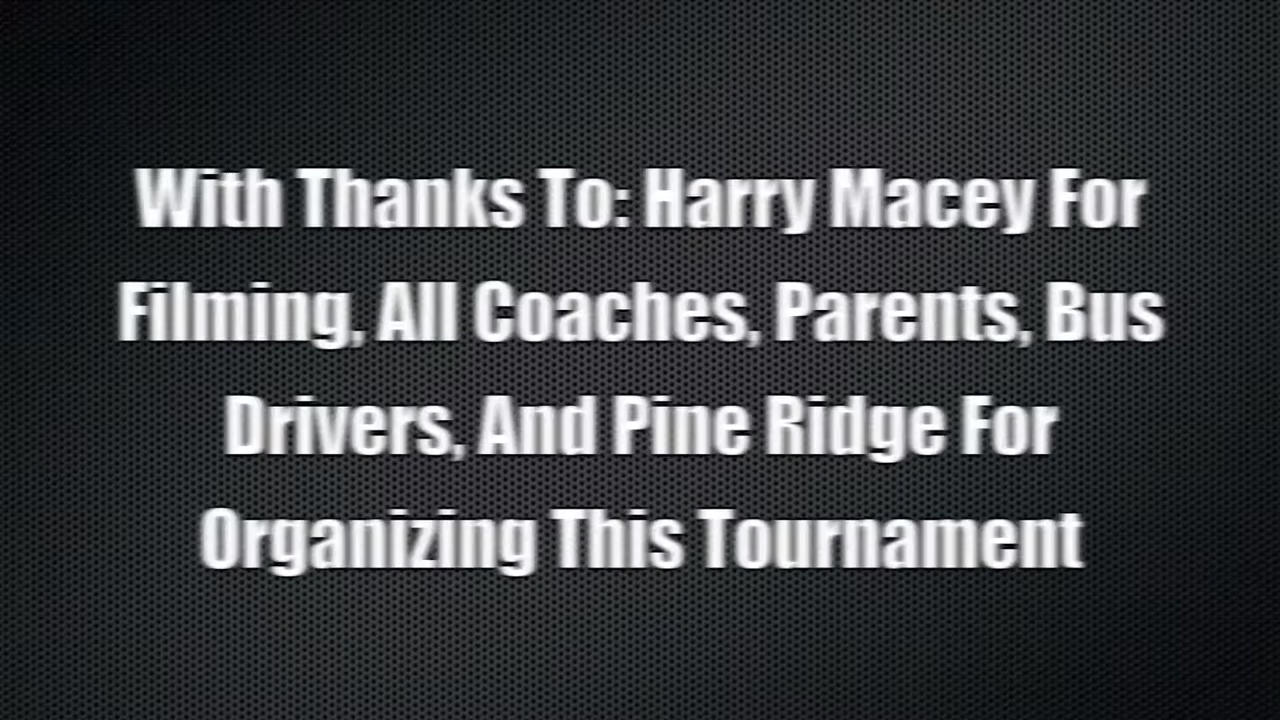 With Thanks To: Harry Macey For
Filming, All Coaches, Parents, Bus
Drivers, And Pine Ridge For
Organizing This Tournament